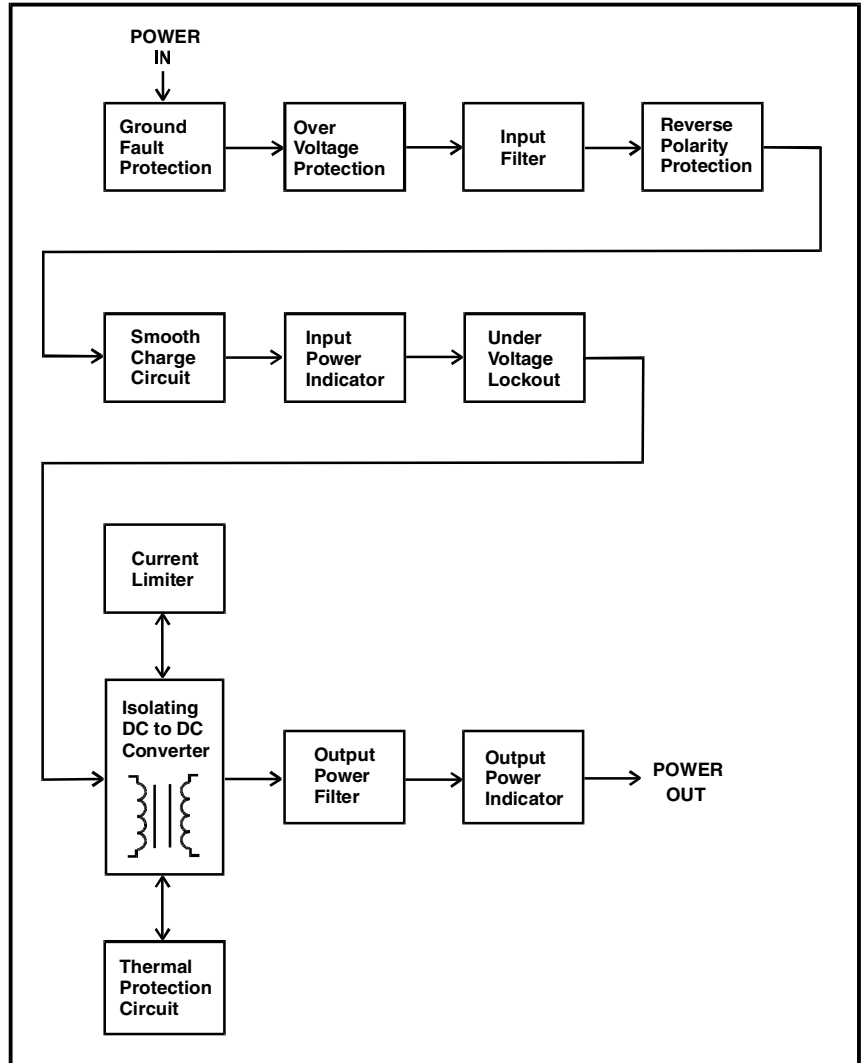 POWER
IN
Ground
Fault
Protection
Over
Voltage
Protection
Input
Filter
Reverse
Polarity
Protection
Smooth
Charge
Circuit
Input
Power
Indicator
Under
Voltage
Lockout
Current
Limiter
Isolating
DC to DC
Converter
Output
Power
Filter
Output
Power
Indicator
POWER
OUT
Thermal
Protection
Circuit